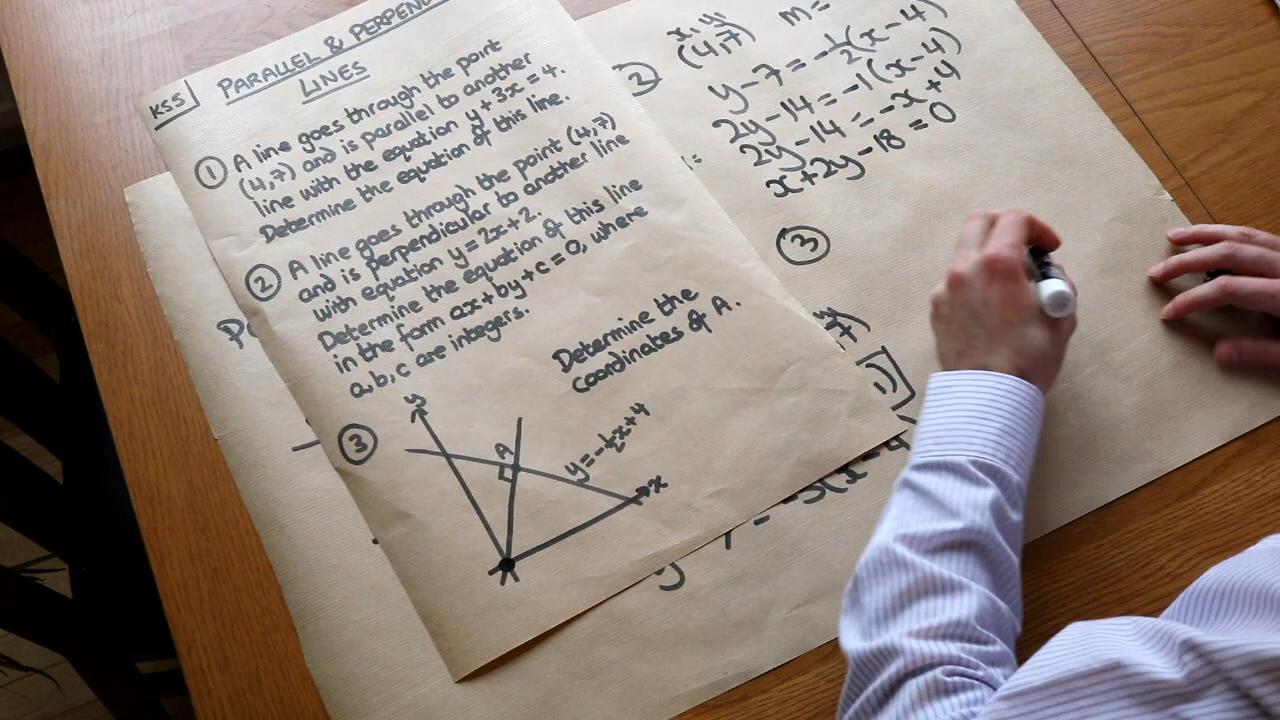 KS5
PARALLEL & PERPEND
LINES
① A line goes through the point
(4,7) and is parallel to another
line with the equation y + 3x = 4.
Determine the equation of this line.
② A line goes through the point (4,7)
and is perpendicular to another line
with equation y = 2x + 2.
Determine the equation of this line
in the form ax + by + c = 0, where
a, b, c are integers.
③
Determine the
coordinates of A.
y
A
y = -½x + 4
x
②
x, y
(4,7)
m =
y - 7 = -½(x - 4)
2y - 14 = -1(x - 4)
2y - 14 = -x + 4
x + 2y - 18 = 0
③